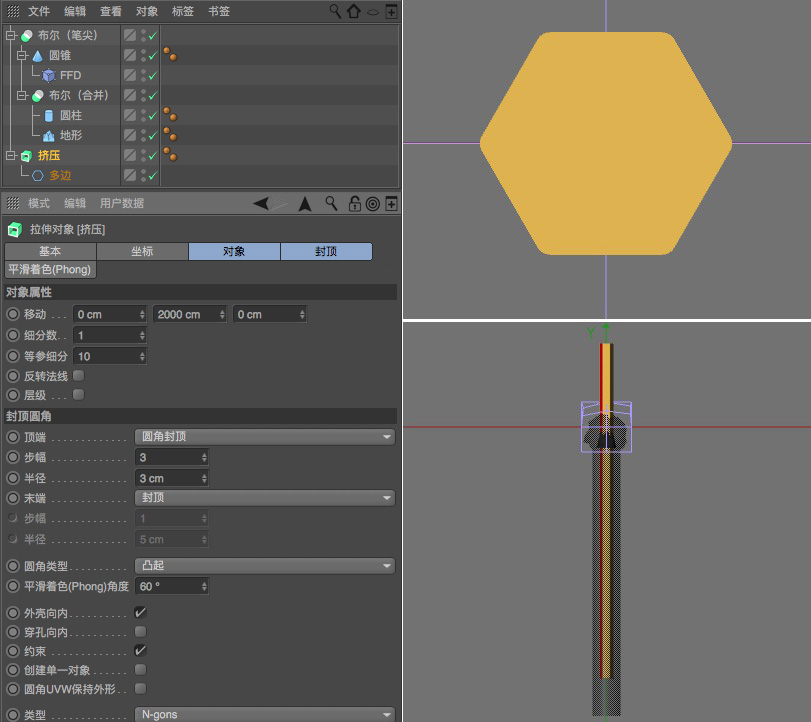 文件 编辑 查看 对象 标签 书签
布尔（笔尖）
圆锥
FFD
布尔（合并）
圆柱
地形
挤压
多边
模式 编辑 用户数据
拉伸对象 [挤压]
基本 坐标 对象 封顶
平滑着色(Phong)
对象属性
移动 . . . 0 cm 2000 cm 0 cm
细分数. . 1
等参细分 10
反转法线
层级 . . .
封顶圆角
顶端 . . . . . . . . . . . . 圆角封顶
步幅 . . . . . . . . . . . . 3
半径 . . . . . . . . . . . . 3 cm
末端 . . . . . . . . . . . . 封顶
步幅 . . . . . . . . . . . . 1
半径 . . . . . . . . . . . . 5 cm
圆角类型 . . . . . . . . 凸起
平滑着色(Phong)角度 60 °
外壳向内 . . . . . . . .
穿孔向内 . . . . . . . .
约束 . . . . . . . . . . . .
创建单一对象 . . . .
圆角UVW保持外形 . .
类型 . . . . . . . . . . . . N-gons
Y